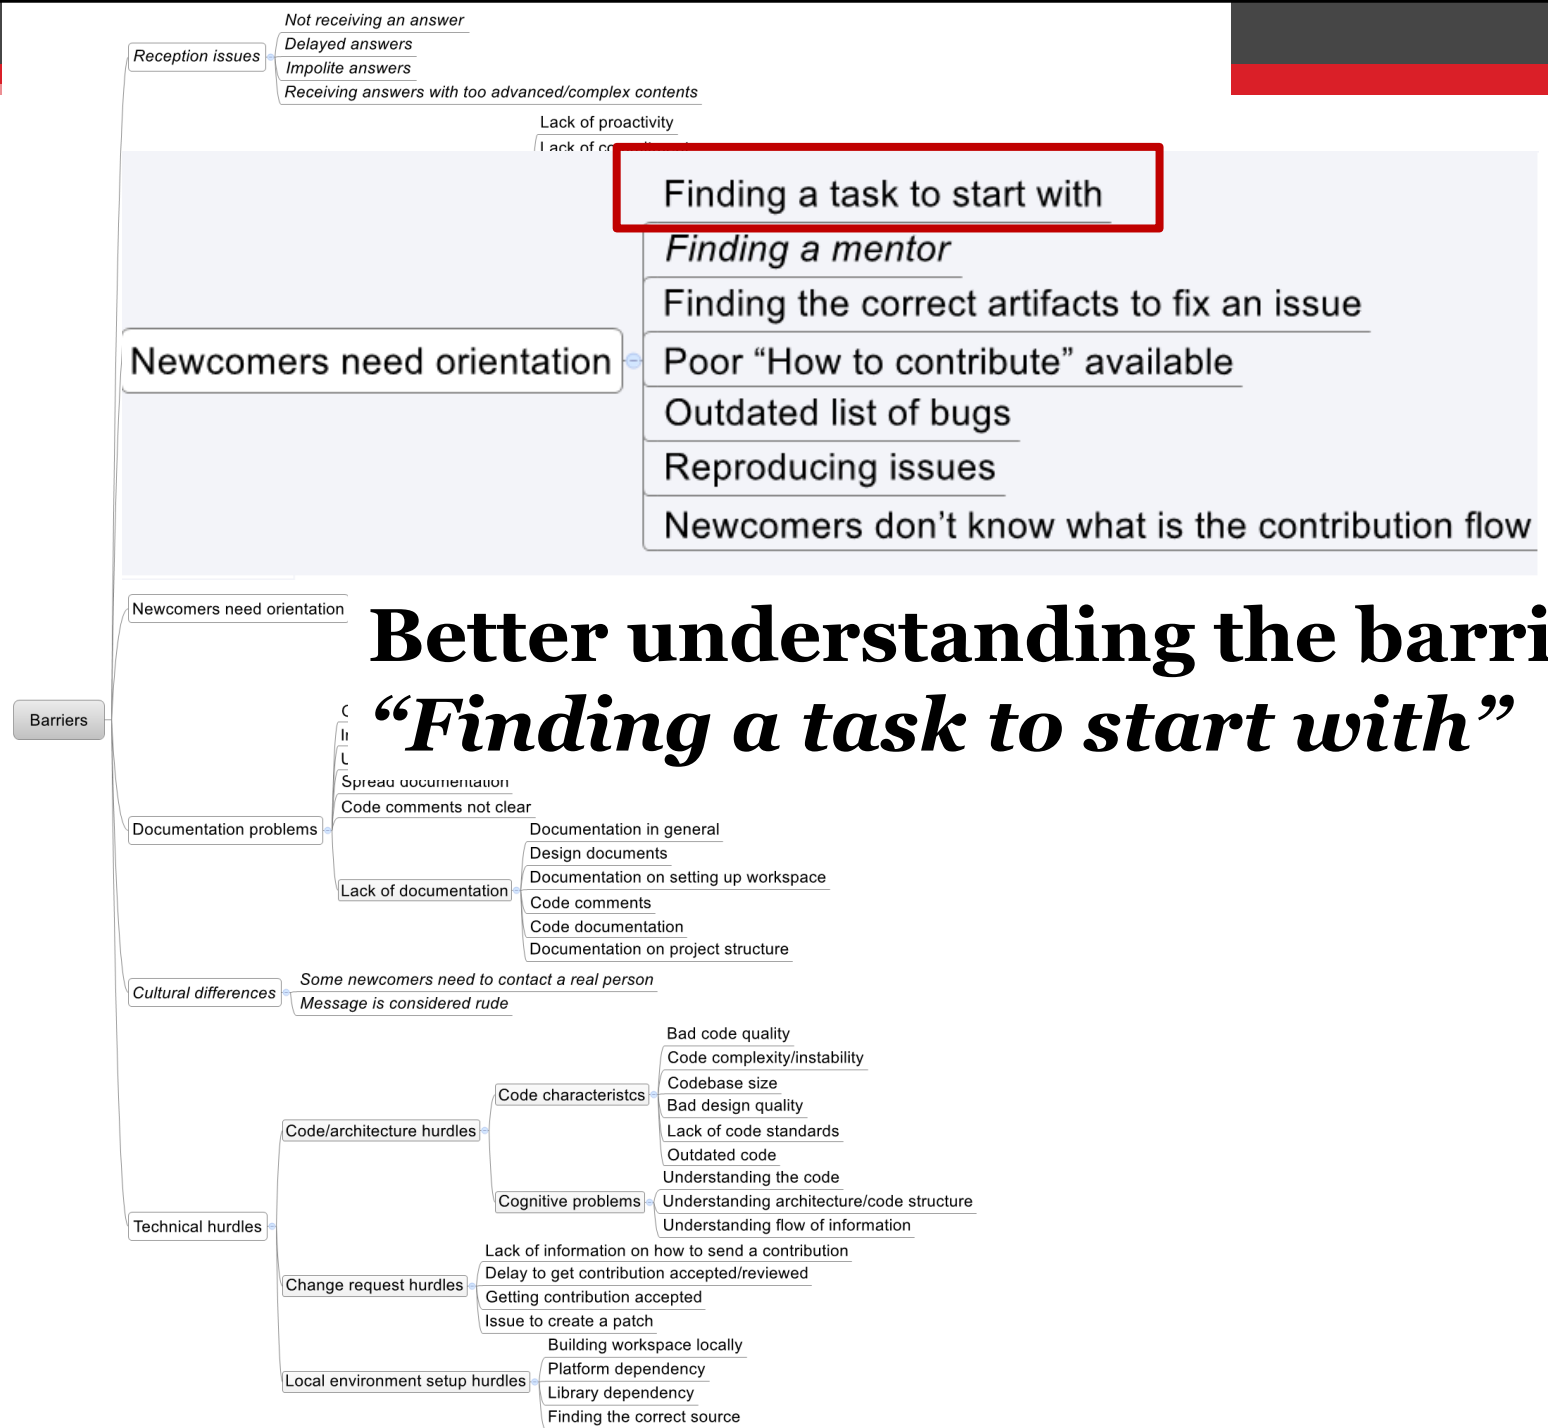 Not receiving an answer
Delayed answers
Reception issues
Impolite answers
Receiving answers with too advanced/complex contents
Lack of proactivity
Lack of
Finding a task to start with
Finding a mentor
Finding the correct artifacts to fix an issue
Newcomers need orientation
Poor “How to contribute” available
Outdated list of bugs
Reproducing issues
Newcomers don’t know what is the contribution flow
Newcomers need orientation
Better understanding the
“Finding a task to start with”
Barriers
Spread documentation
Code comments not clear
Documentation problems
Documentation in general
Design documents
Documentation on setting up workspace
Lack of documentation
Code comments
Code documentation
Documentation on project structure
Some newcomers need to contact a real person
Cultural differences
Message is considered rude
Bad code quality
Code complexity/instability
Codebase size
Code characteristcs
Bad design quality
Lack of code standards
Code/architecture hurdles
Outdated code
Understanding the code
Cognitive problems
Understanding architecture/code structure
Understanding flow of information
Technical hurdles
Lack of information on how to send a contribution
Delay to get contribution accepted/reviewed
Change request hurdles
Getting contribution accepted
Issue to create a patch
Building workspace locally
Platform dependency
Local environment setup hurdles
Library dependency
Finding the correct source